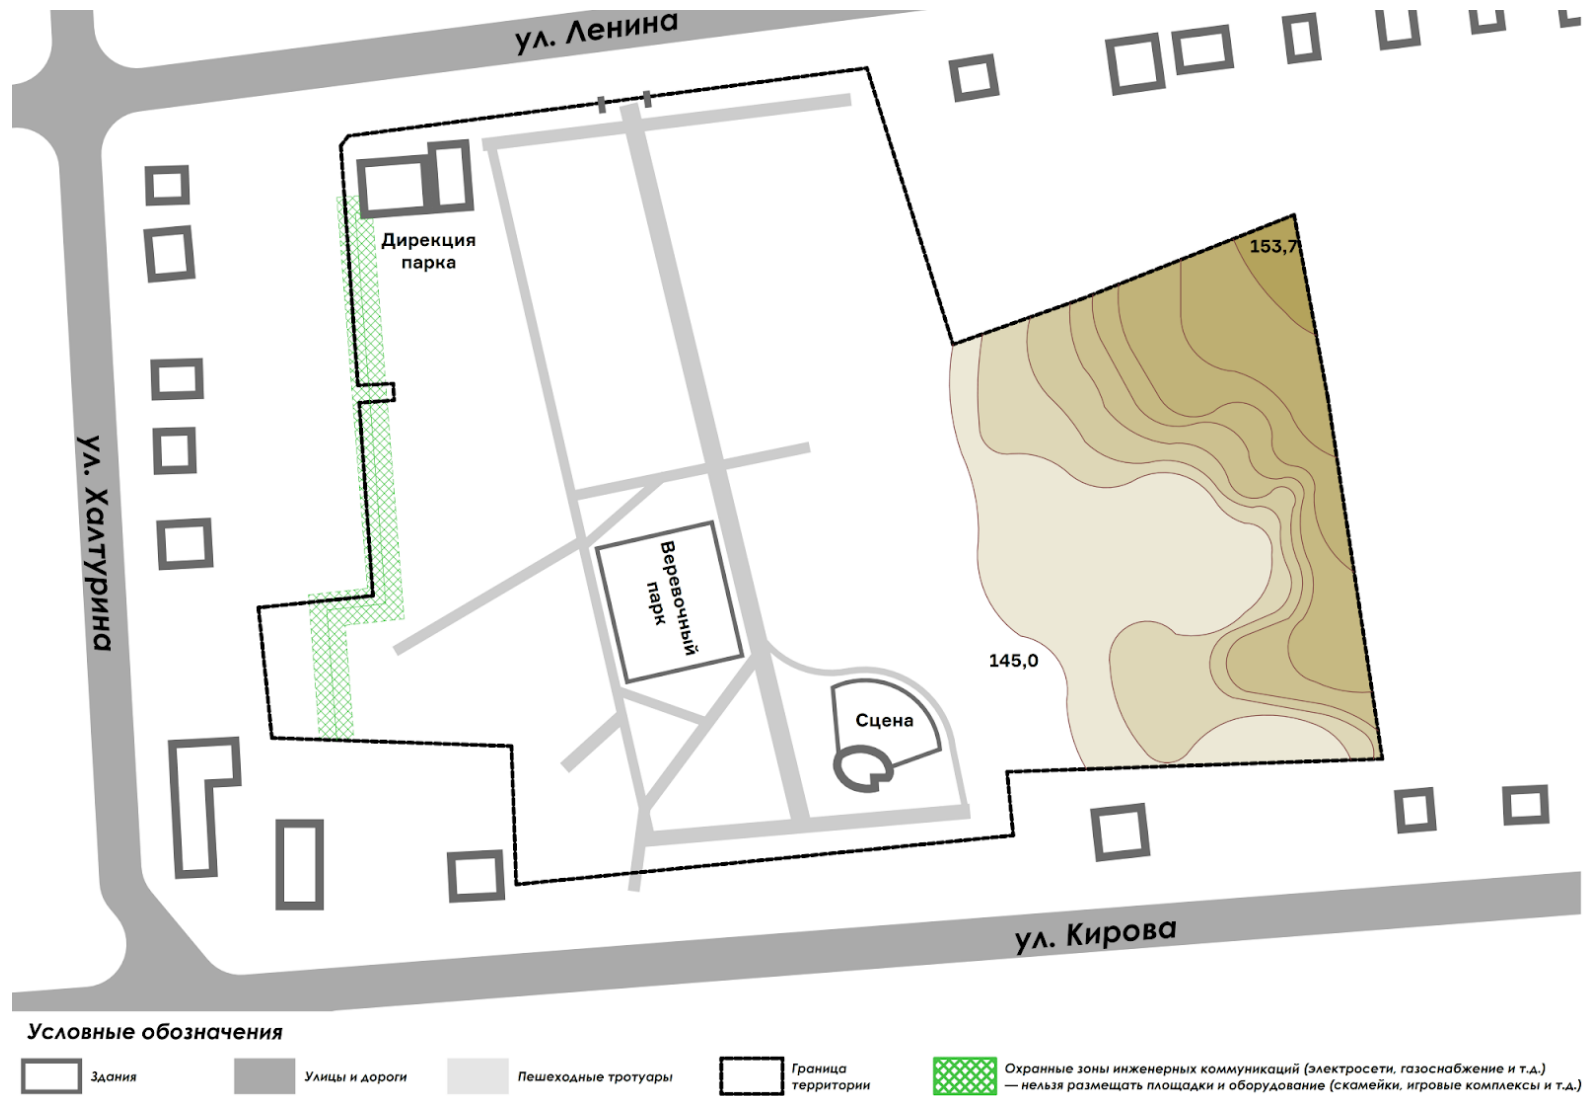 ул. Ленина
153,7
Дирекция
парка
ул. Халтурина
Веревочный
парк
145,0
Сцена
ул. Кирова
Условные обозначения
Здания
Улицы и дороги
Пешеходные тротуары
Граница
территории
Охранные зоны инженерных коммуникаций (электросети, газоснабжение и т.д.)
— нельзя размещать площадки и оборудование (скамейки, игровые комплексы и т.д.)